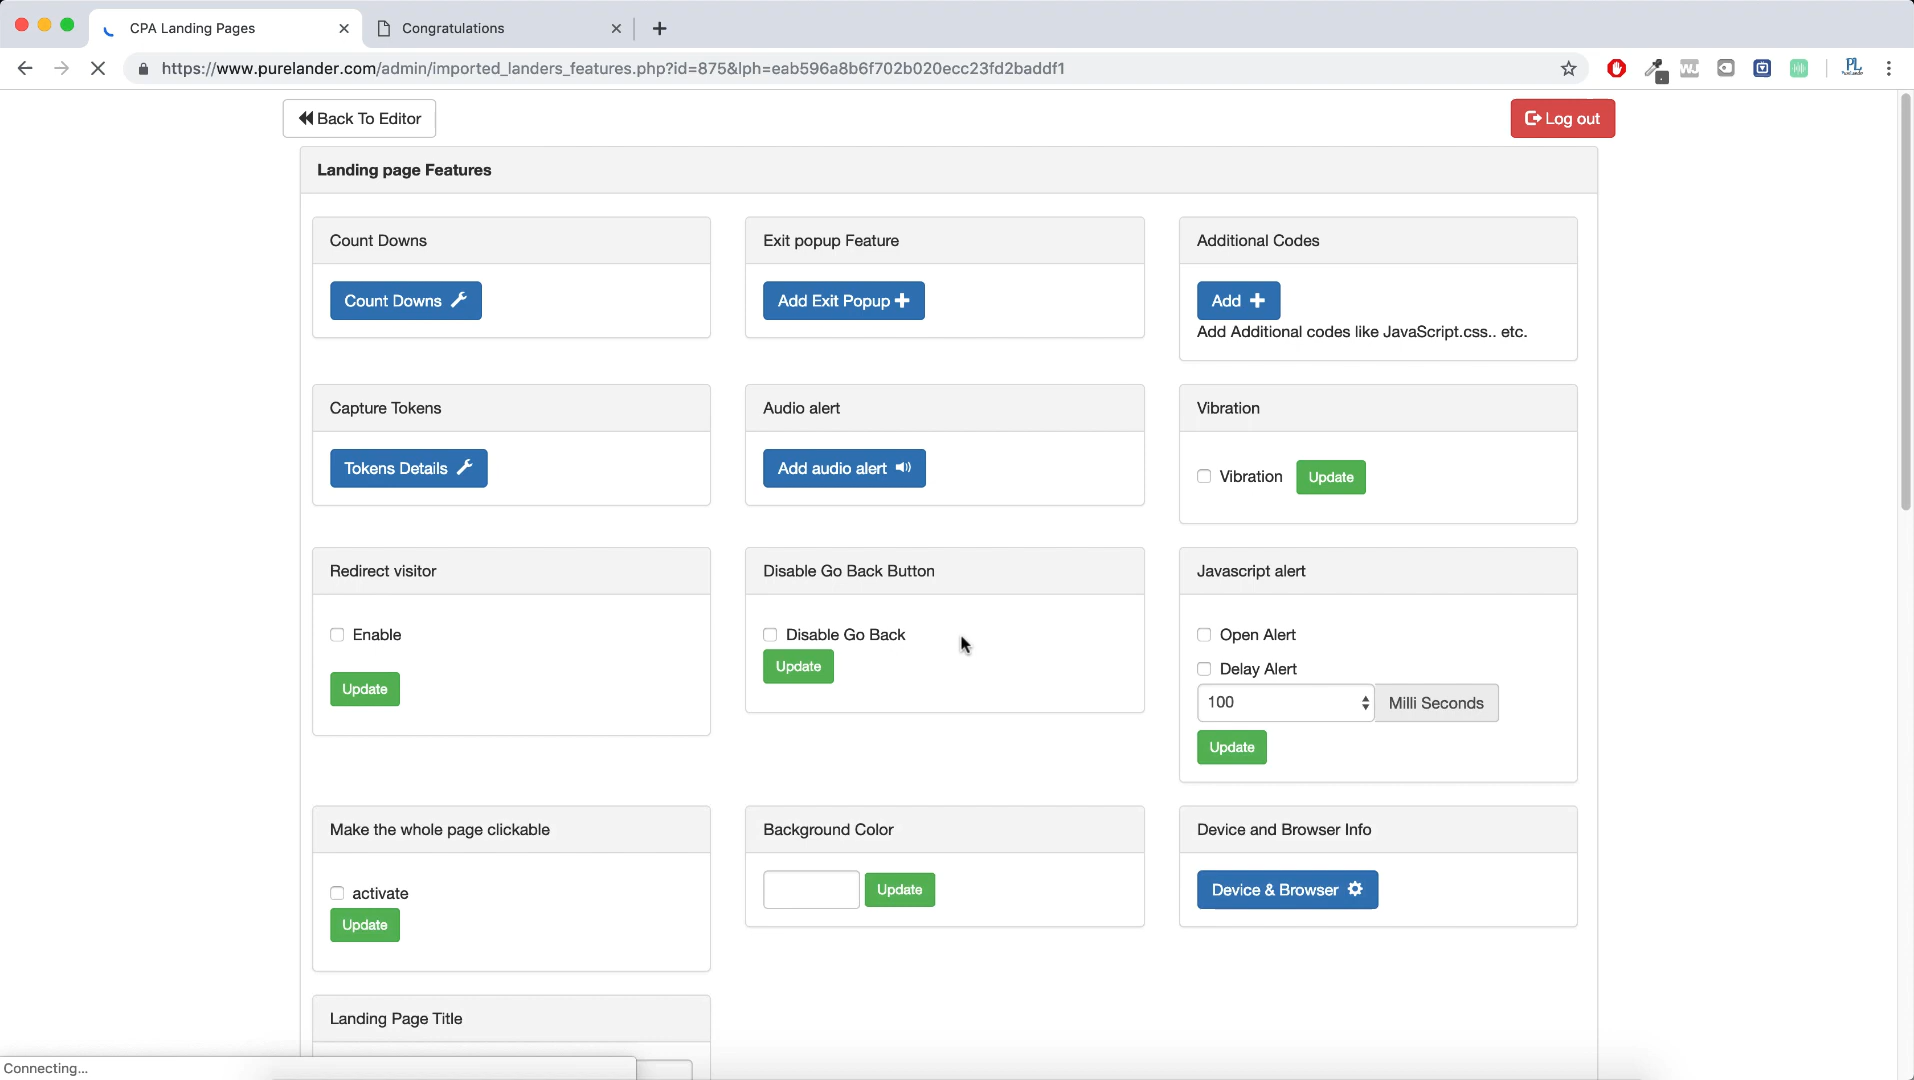 CPA Landing Pages
Congratulations
https://www.purelander.com/admin/imported_landers_features.php?id=875&lph=eab596a8b6f702b020ecc23fd2baddf1
WJ
PL
Back To Editor
Log out
Landing page Features
Count Downs
Exit popup Feature
Additional Codes
Count Downs
Add Exit Popup
Add
Add Additional codes like JavaScript.css.. etc.
Capture Tokens
Audio alert
Vibration
Tokens Details
Add audio alert
Vibration
Update
Redirect visitor
Disable Go Back Button
Javascript alert
Enable
Disable Go Back
Open Alert
Update
Delay Alert
Update
100
Milli Seconds
Update
Make the whole page clickable
Background Color
Device and Browser Info
activate
Update
Device & Browser
Update
Landing Page Title
Connecting...